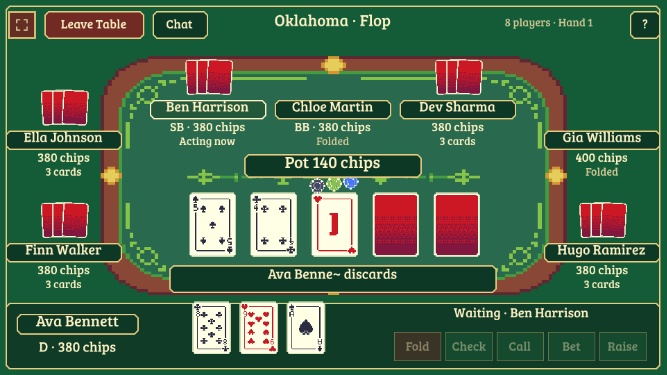 Leave Table
Chat
Oklahoma · Flop
8 players · Hand 1
?
Ben Harrison
SB · 380 chips
Acting now
Chloe Martin
BB · 380 chips
Folded
Dev Sharma
380 chips
3 cards
Ella Johnson
380 chips
3 cards
Gia Williams
400 chips
Folded
Pot 140 chips
J
Finn Walker
380 chips
3 cards
Hugo Ramirez
380 chips
3 cards
Ava Benne~ discards
Ava Bennett
D · 380 chips
8
9
A
Waiting · Ben Harrison
Fold
Check
Call
Bet
Raise